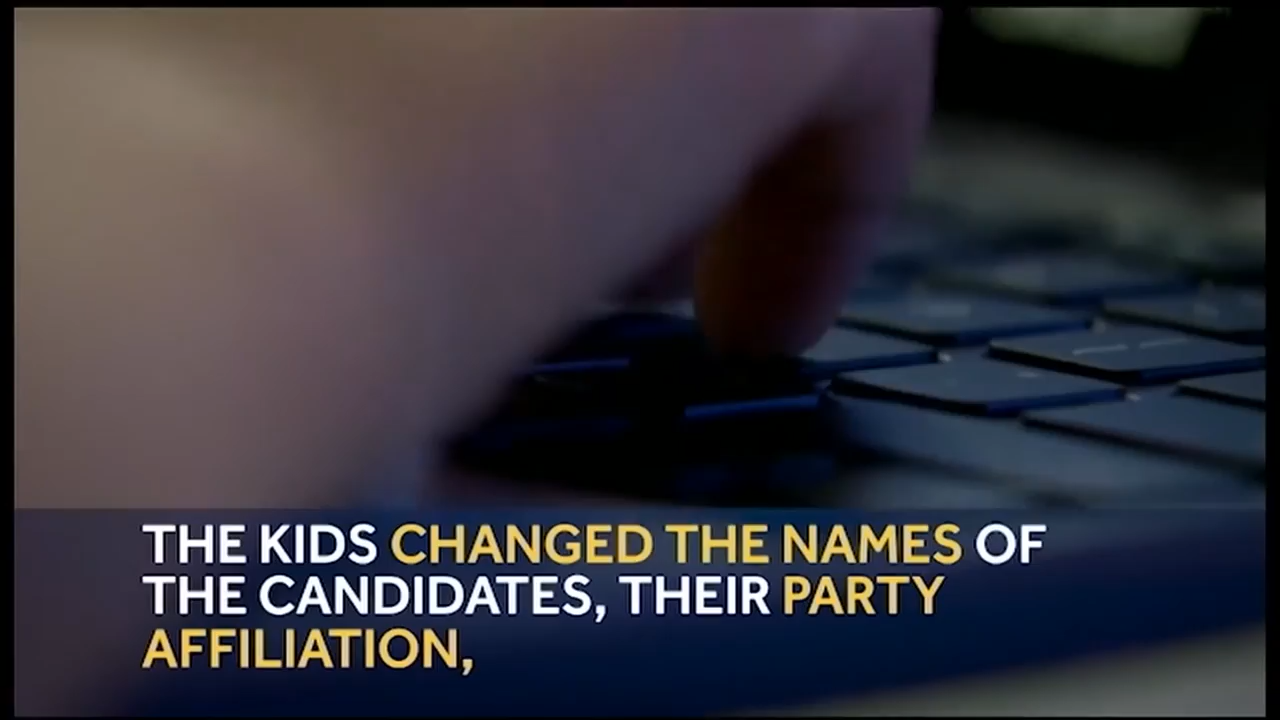 THE KIDS CHANGED THE NAMES OF
THE CANDIDATES, THEIR PARTY
AFFILIATION,